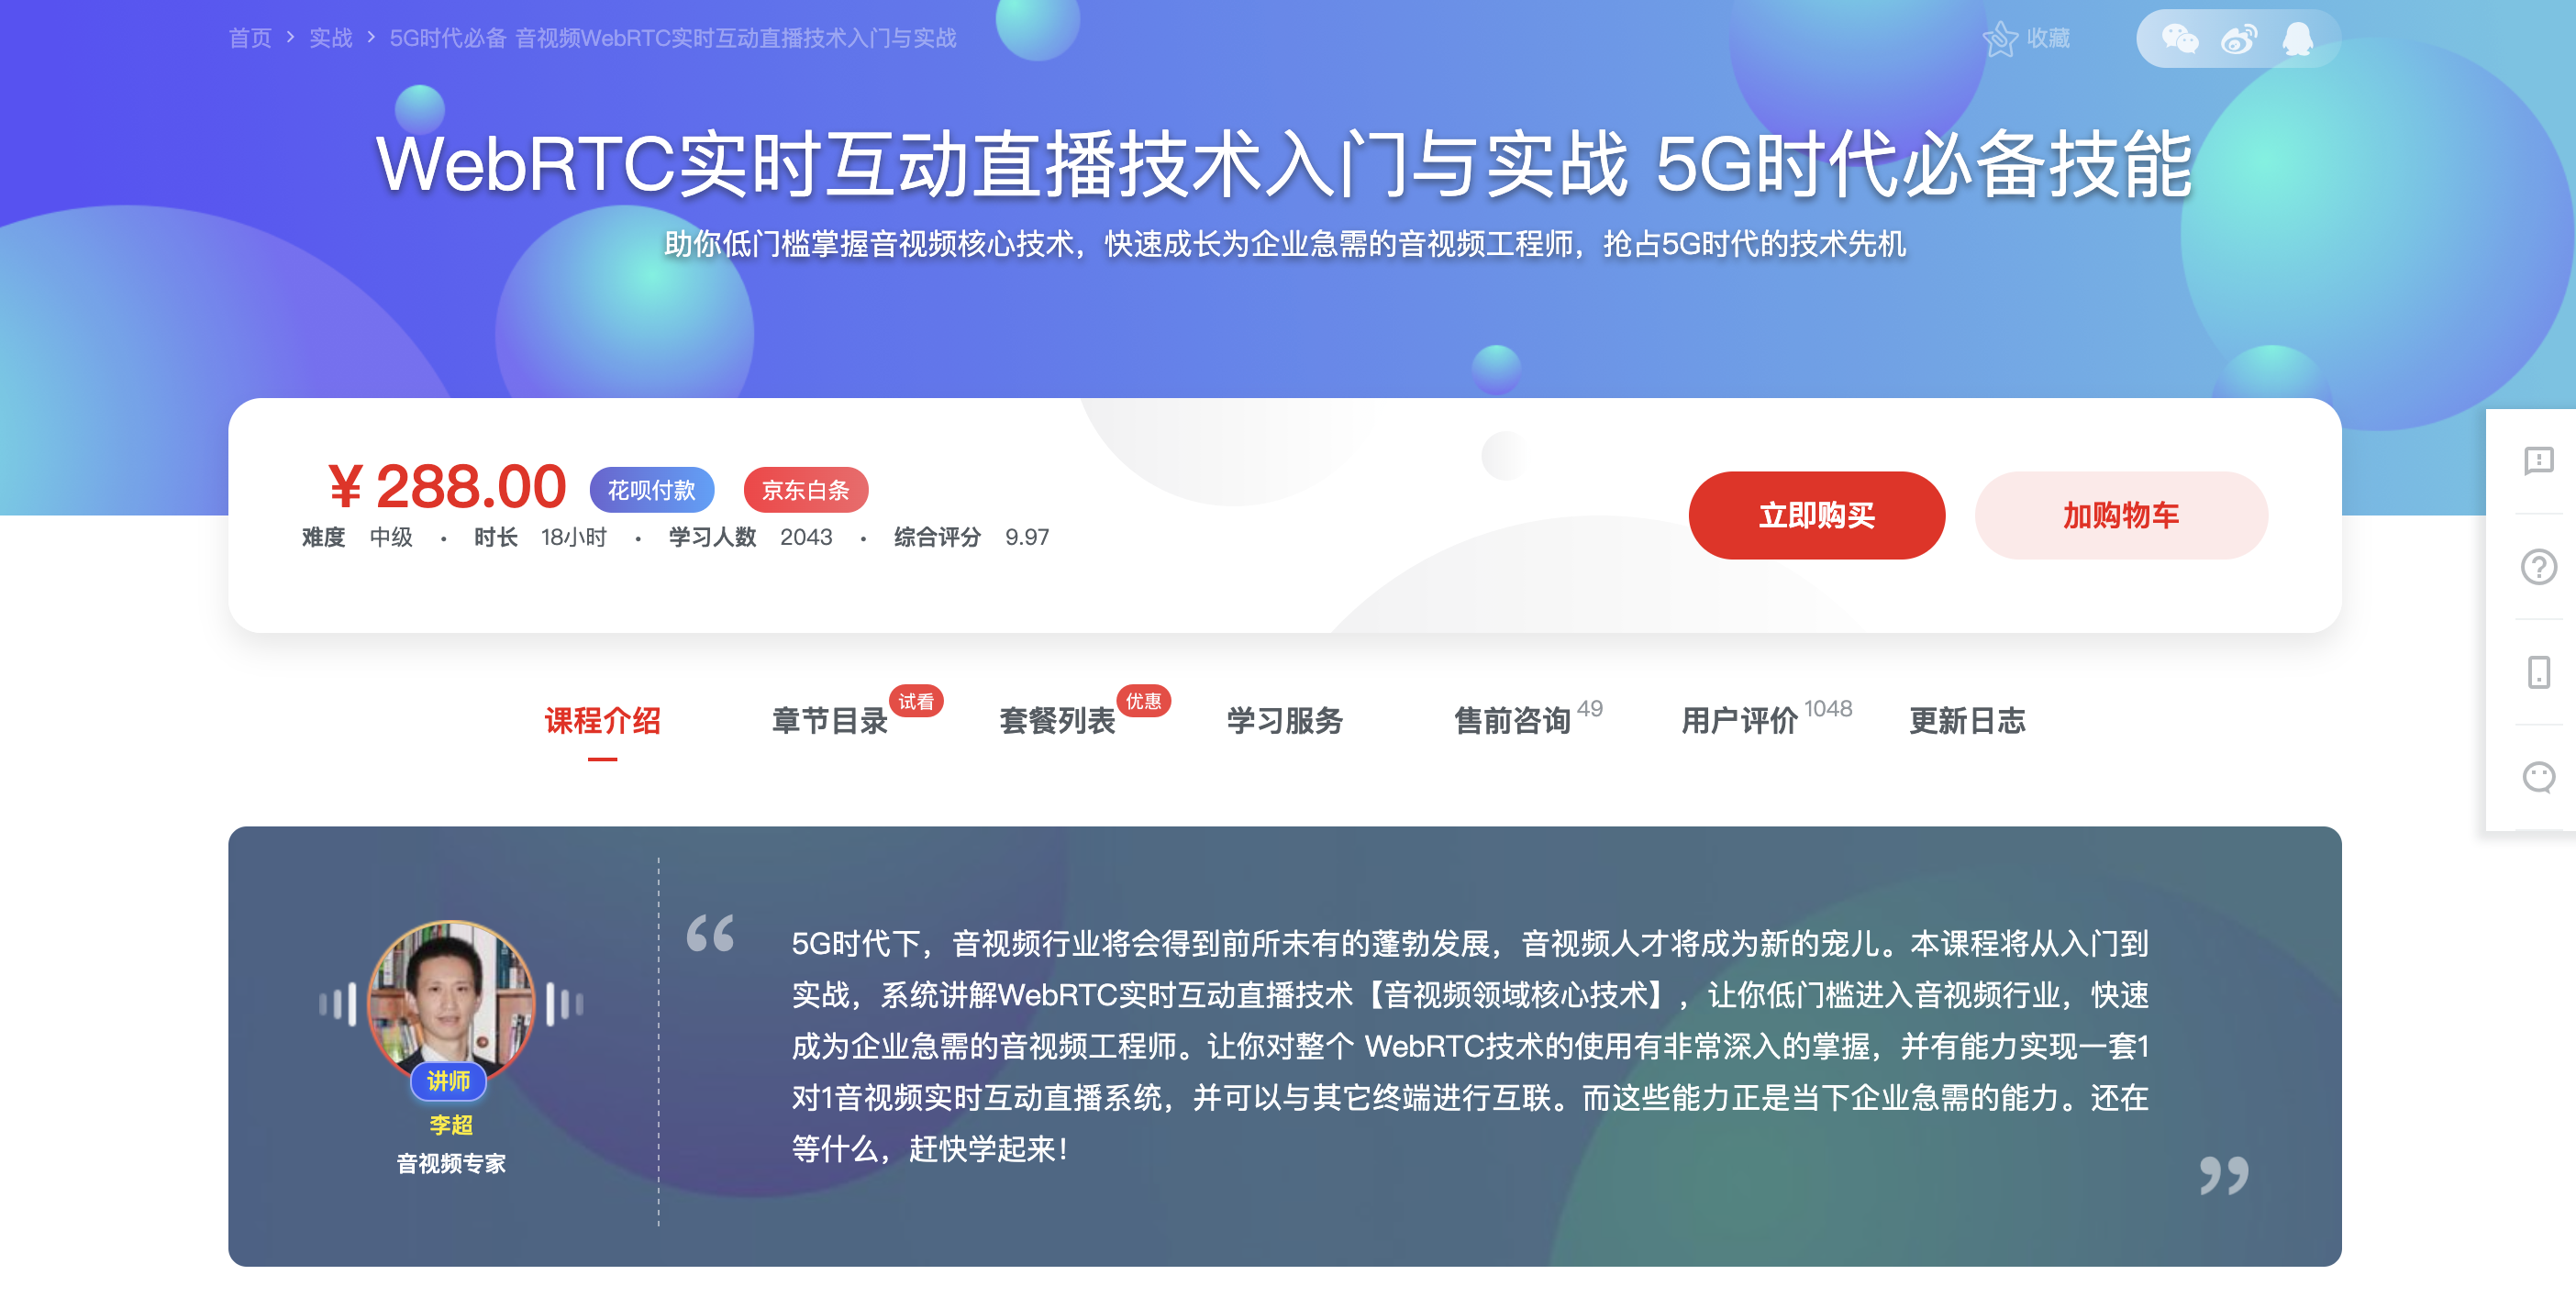 首页 > 实战 > 5G时代必备 音视频WebRTC实时互动直播技术入门与实战
收藏
WebRTC实时互动直播技术入门与实战 5G时代必备技能
助你低门槛掌握音视频核心技术，快速成长为企业急需的音视频工程师，抢占5G时代的技术先机
¥ 288.00 花呗付款 京东白条
难度 中级 · 时长 18小时 · 学习人数 2043 · 综合评分 9.97
立即购买 加购物车
课程介绍 章节目录 试看 套餐列表 优惠 学习服务 售前咨询 49 用户评价 1048 更新日志
讲师
李超
音视频专家
“
5G时代下，音视频行业将会得到前所未有的蓬勃发展，音视频人才将成为新的宠儿。本课程将从入门到
实战，系统讲解WebRTC实时互动直播技术【音视频领域核心技术】，让你低门槛进入音视频行业，快速
成为企业急需的音视频工程师。让你对整个 WebRTC技术的使用有非常深入的掌握，并有能力实现一套1
对1音视频实时互动直播系统，并可以与其它终端进行互联。而这些能力正是当下企业急需的能力。还在
等什么，赶快学起来！
”